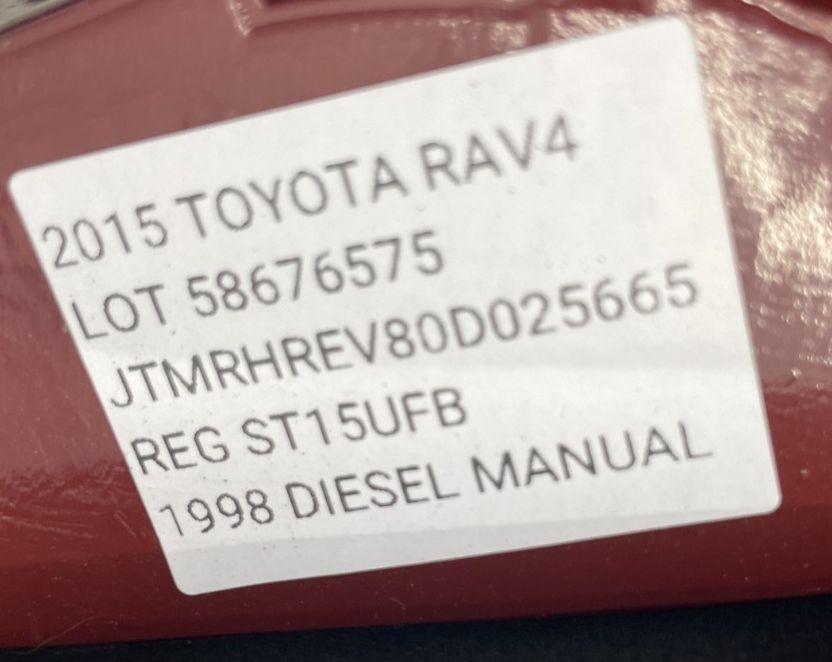 2015 TOYOTA RAV4
LOT 58676575
JTMRHREV80D025665
REG ST15UFB
1998 DIESEL MANUAL